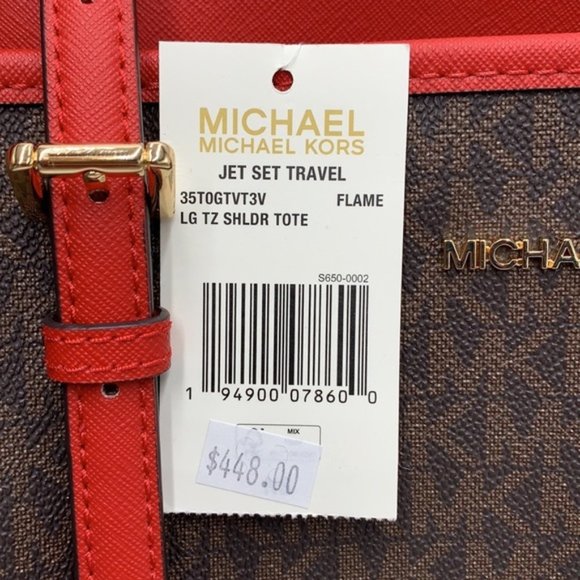 MICHAEL
MICHAEL KORS
JET SET TRAVEL
35T0GTVT3V FLAME
LG TZ SHLDR TOTE
S650-0002
1 94900 07860 0
MIX
$448.00
MICHA